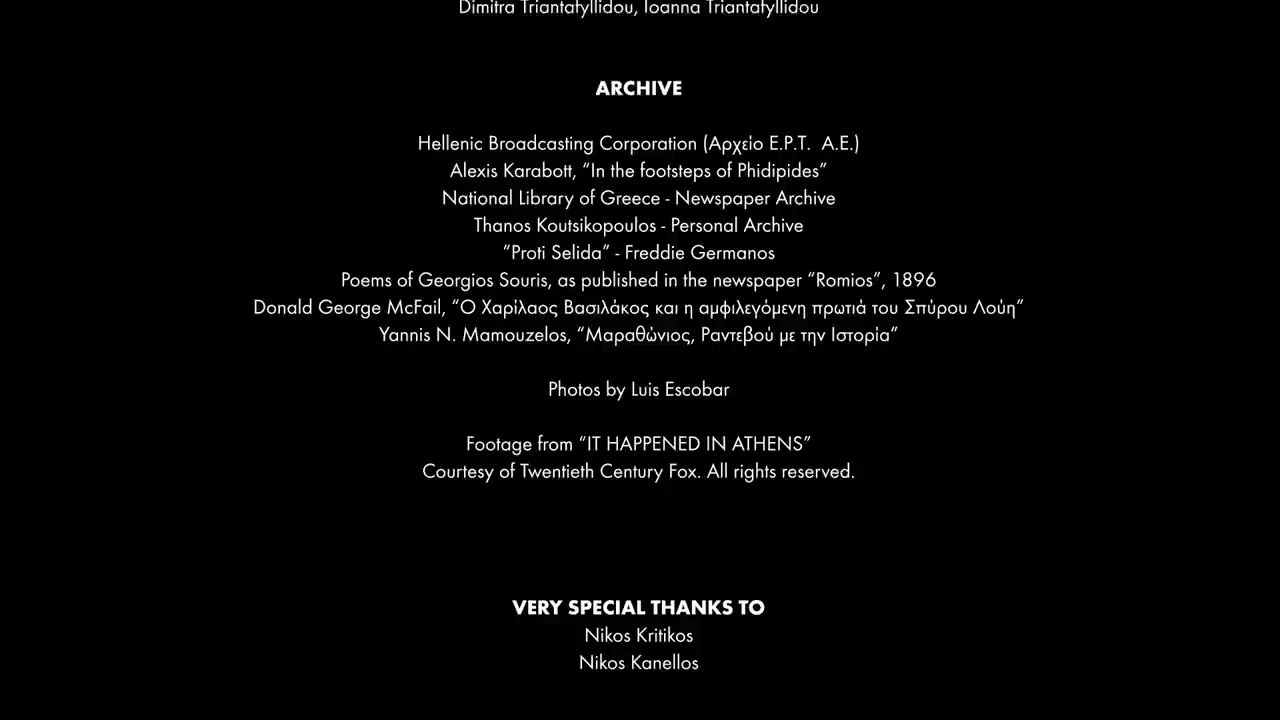 Dimitra Triantafyllidou, Ioanna Triantafyllidou
ARCHIVE
Hellenic Broadcasting Corporation (Αρχείο Ε.Ρ.Τ. Α.Ε.)
Alexis Karabott, “In the footsteps of Phidipides”
National Library of Greece - Newspaper Archive
Thanos Koutsikopoulos - Personal Archive
“Proti Selida” - Freddie Germanos
Poems of Georgios Souris, as published in the newspaper “Romios”, 1896
Donald George McFail, “Ο Χαρίλαος Βασιλάκος και η αμφιλεγόμενη πρωτιά του Σπύρου Λούη”
Yannis N. Mamouzelos, “Μαραθώνιος, Ραντεβού με την Ιστορία”
Photos by Luis Escobar
Footage from “IT HAPPENED IN ATHENS”
Courtesy of Twentieth Century Fox. All rights reserved.
VERY SPECIAL THANKS TO
Nikos Kritikos
Nikos Kanellos